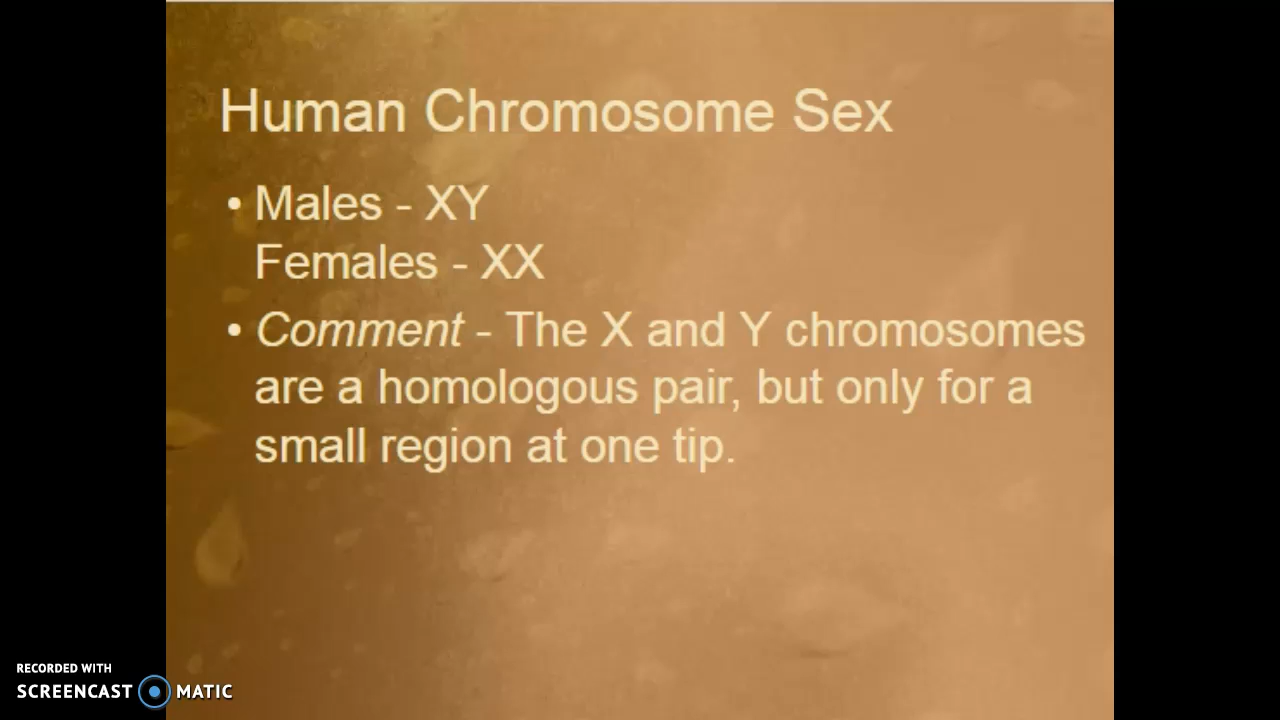 Human Chromosome Sex
• Males - XY
Females - XX
• Comment - The X and Y chromosomes
are a homologous pair, but only for a
small region at one tip.
RECORDED WITH
SCREENCAST MATIC